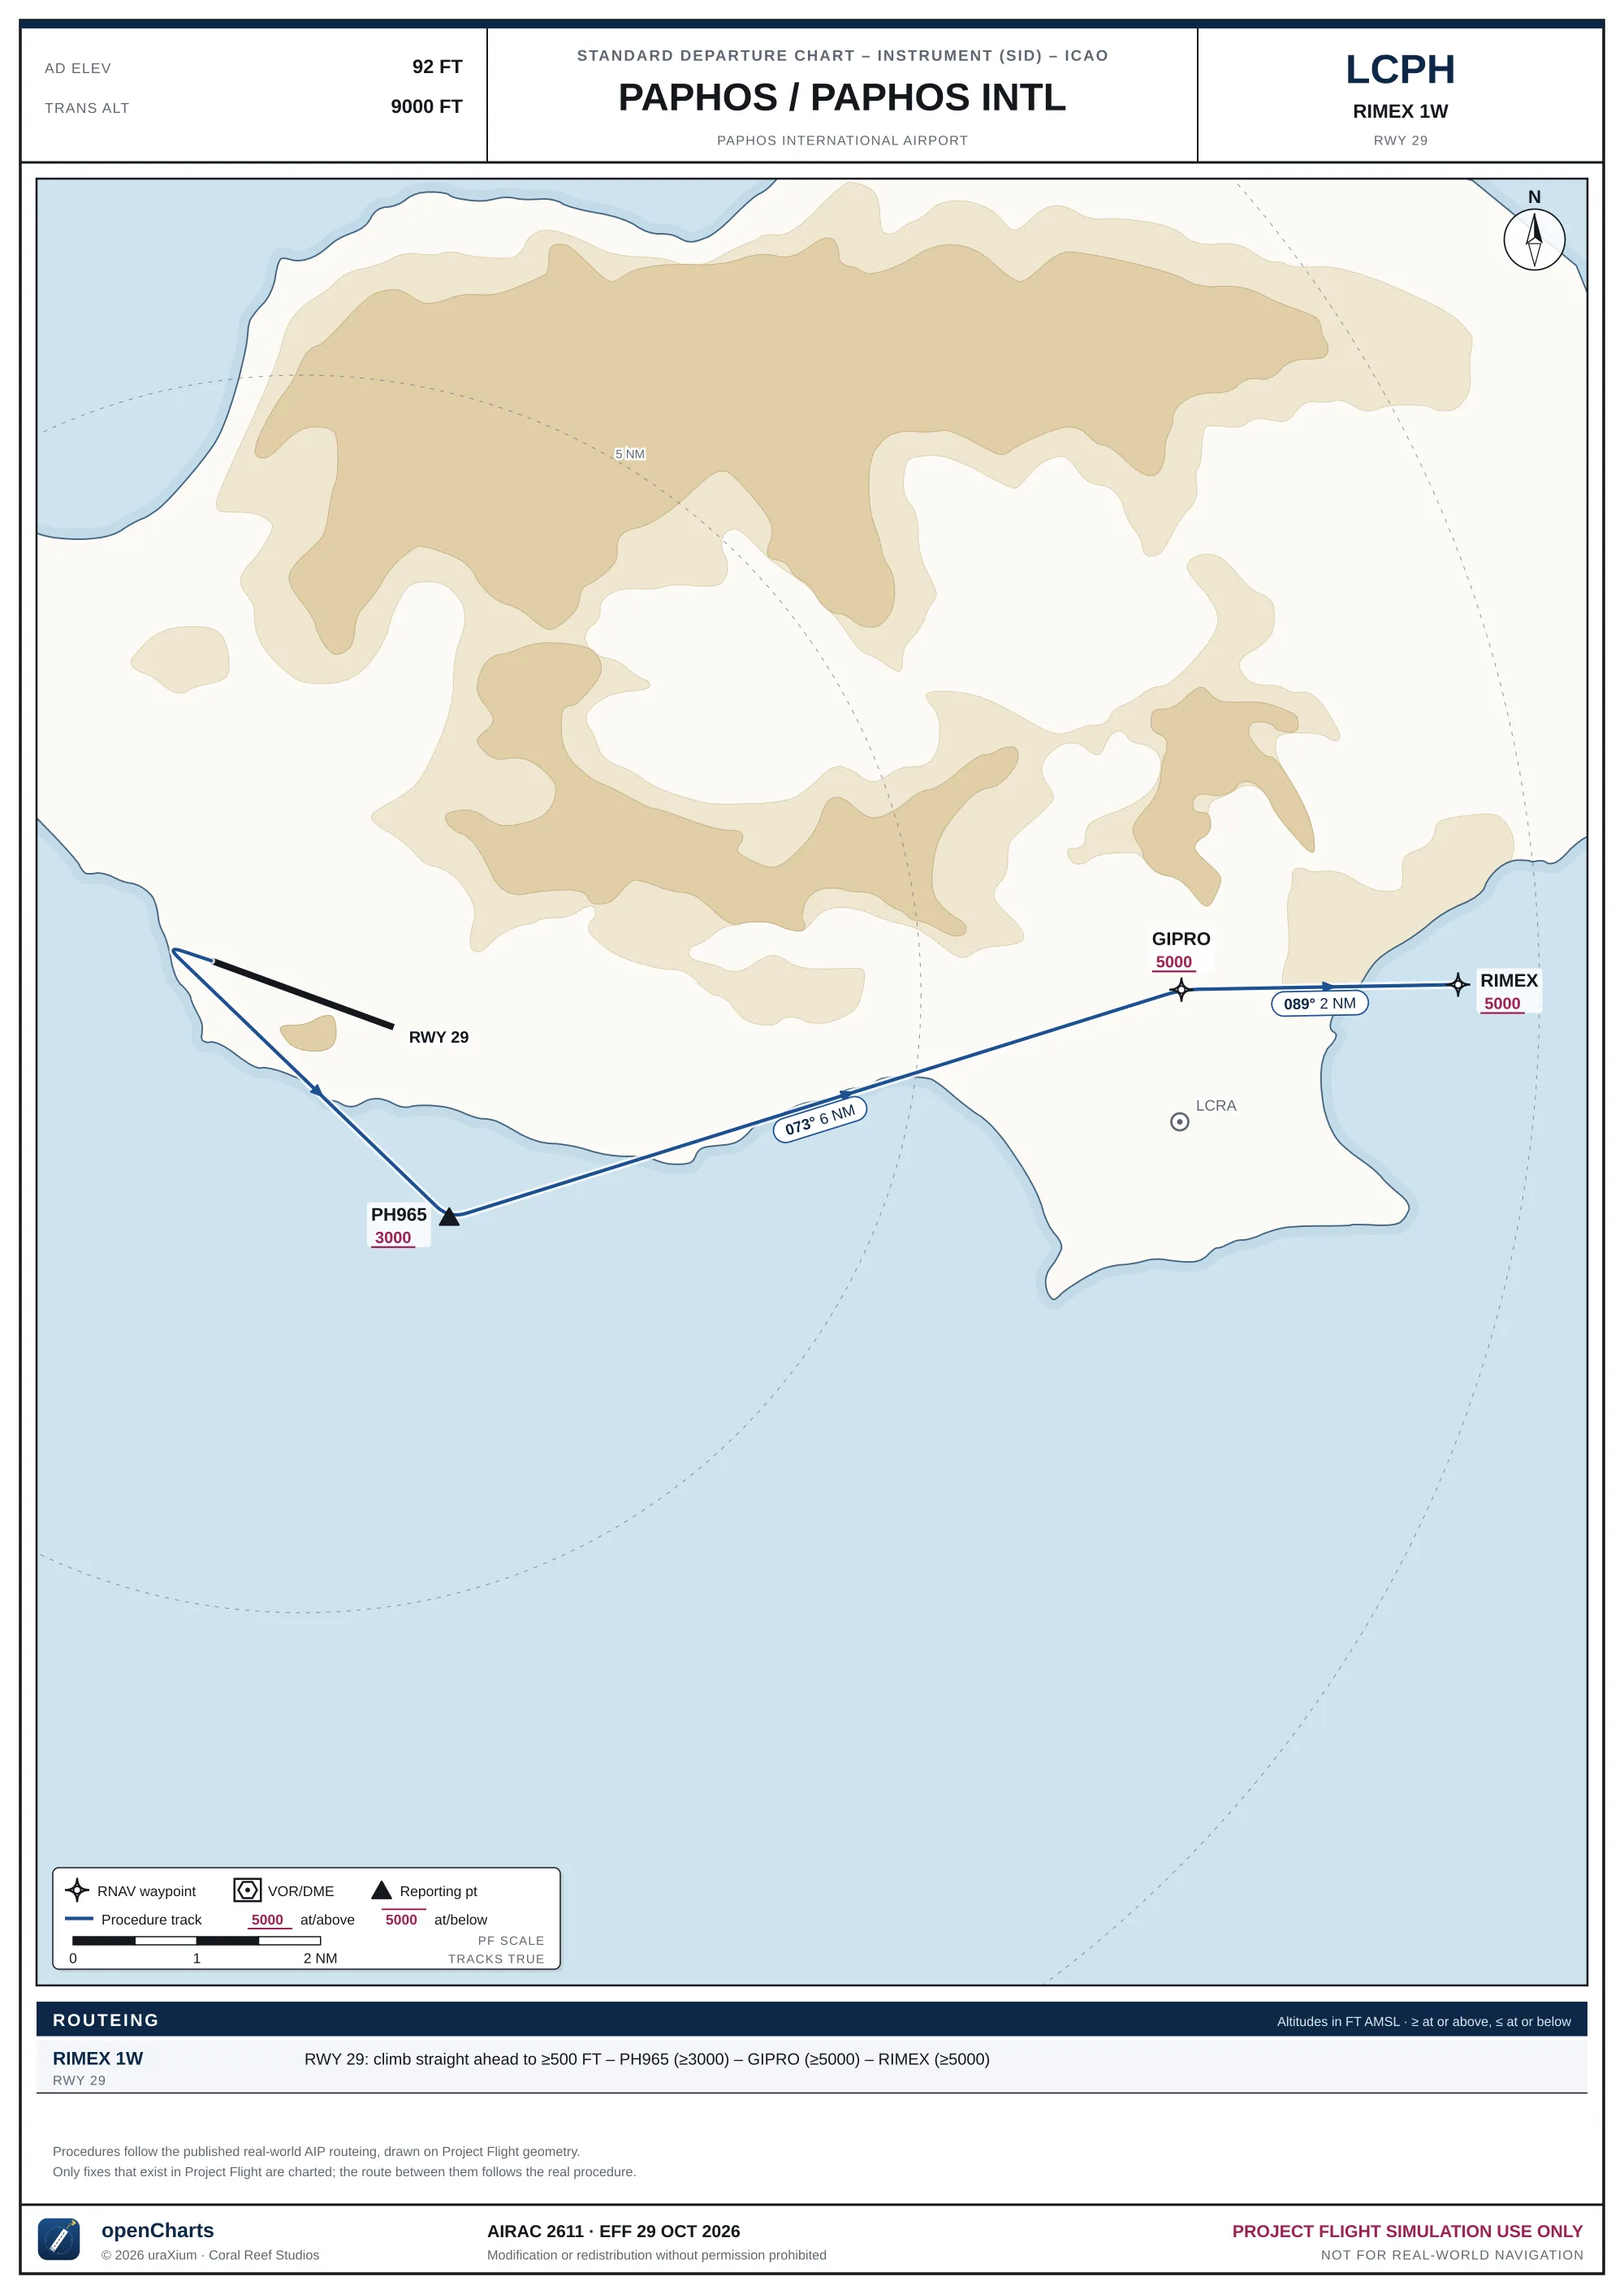 AD ELEV 92 FT
TRANS ALT 9000 FT
STANDARD DEPARTURE CHART – INSTRUMENT (SID) – ICAO
PAPHOS / PAPHOS INTL
PAPHOS INTERNATIONAL AIRPORT
LCPH
RIMEX 1W
RWY 29
N
5 NM
GIPRO
5000
RIMEX
5000
089° 2 NM
RWY 29
LCRA
073° 6 NM
PH965
3000
RNAV waypoint VOR/DME Reporting pt
Procedure track 5000 at/above 5000 at/below
PF SCALE
0 1 2 NM TRACKS TRUE
ROUTEING Altitudes in FT AMSL · ≥ at or above, ≤ at or below
RIMEX 1W RWY 29: climb straight ahead to ≥500 FT – PH965 (≥3000) – GIPRO (≥5000) – RIMEX (≥5000)
RWY 29
Procedures follow the published real-world AIP routeing, drawn on Project Flight geometry.
Only fixes that exist in Project Flight are charted; the route between them follows the real procedure.
openCharts
© 2026 uraXium · Coral Reef Studios
AIRAC 2611 · EFF 29 OCT 2026
Modification or redistribution without permission prohibited
PROJECT FLIGHT SIMULATION USE ONLY
NOT FOR REAL-WORLD NAVIGATION